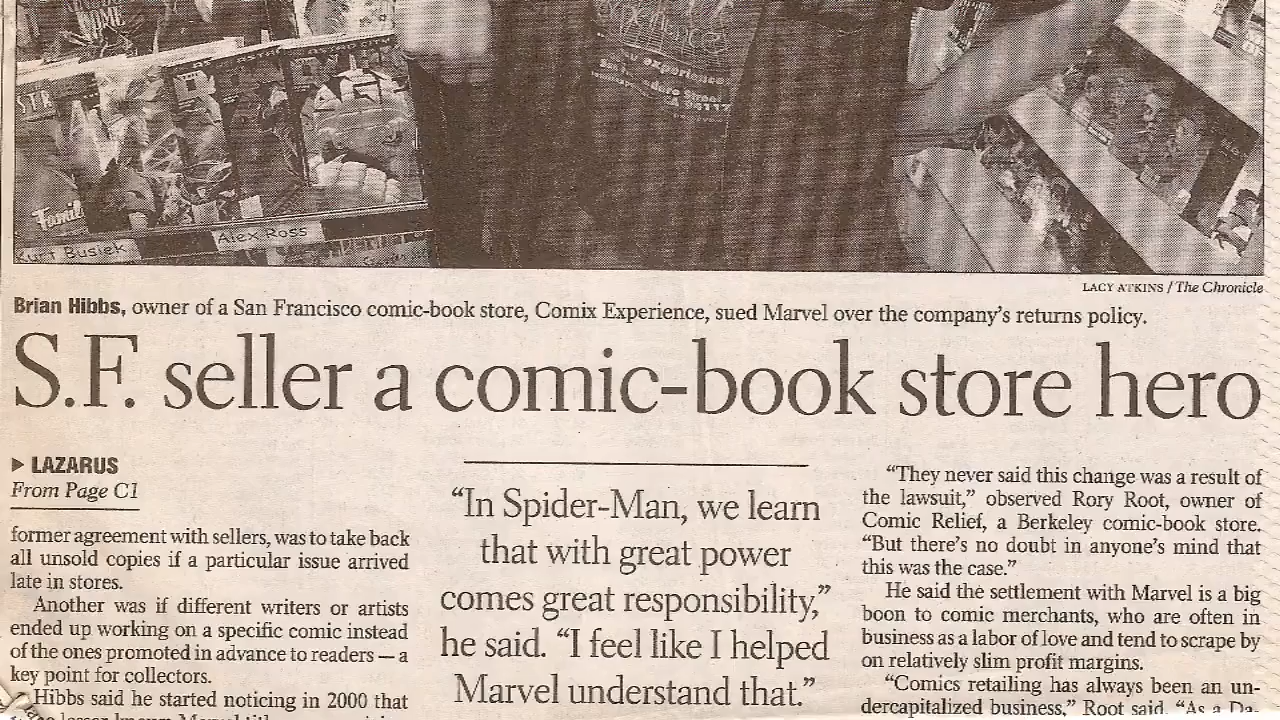 STR
Famil
Kurt Busiek
Alex Ross
experience
CA 94117
LACY ATKINS / The Chronicle
Brian Hibbs, owner of a San Francisco comic-book store, Comix Experience, sued Marvel over the company's returns policy.
S.F. seller a comic-book store hero
▶ LAZARUS
From Page C1
former agreement with sellers, was to take back
all unsold copies if a particular issue arrived
late in stores.
Another was if different writers or artists
ended up working on a specific comic instead
of the ones promoted in advance to readers — a
key point for collectors.
Hibbs said he started noticing in 2000 that
“In Spider-Man, we learn
that with great power
comes great responsibility,”
he said. “I feel like I helped
Marvel understand that.”
“They never said this change was a result of
the lawsuit,” observed Rory Root, owner of
Comic Relief, a Berkeley comic-book store.
“But there's no doubt in anyone's mind that
this was the case.”
He said the settlement with Marvel is a big
boon to comic merchants, who are often in
business as a labor of love and tend to scrape by
on relatively slim profit margins.
“Comics retailing has always been an un-
dercapitalized business,” Root said. “As a Da-